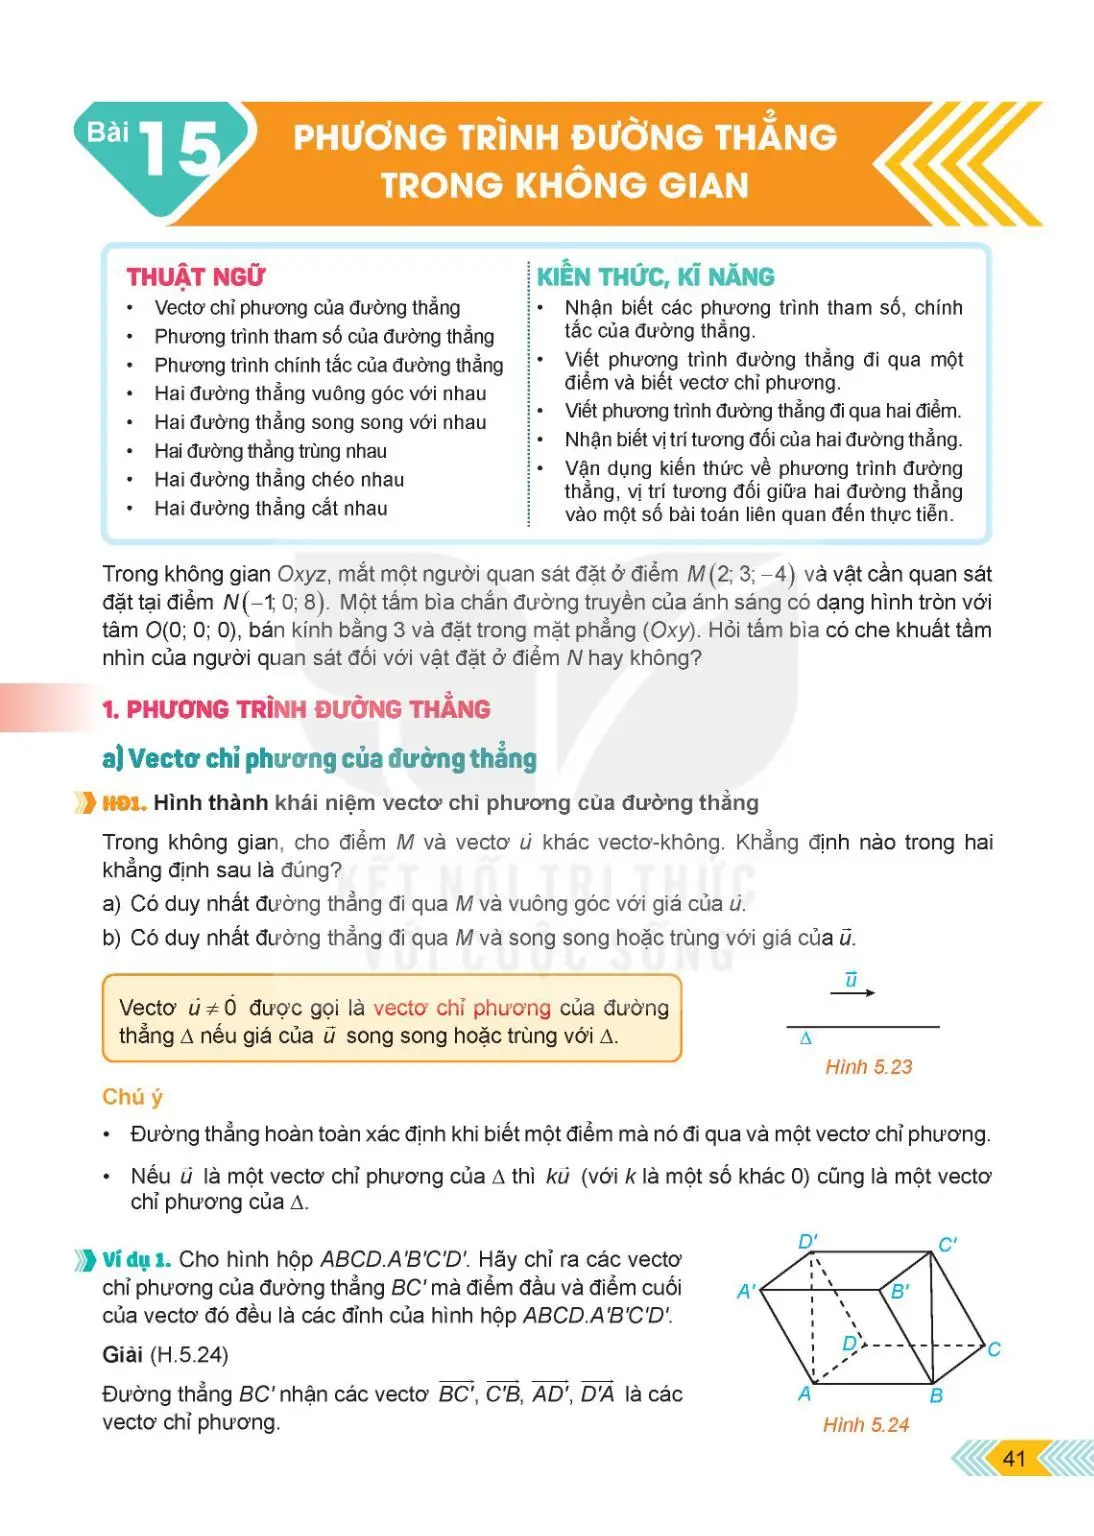 Bài 15
PHƯƠNG TRÌNH ĐƯỜNG THẲNG
TRONG KHÔNG GIAN
THUẬT NGỮ
• Vectơ chỉ phương của đường thẳng
• Phương trình tham số của đường thẳng
• Phương trình chính tắc của đường thẳng
• Hai đường thẳng vuông góc với nhau
• Hai đường thẳng song song với nhau
• Hai đường thẳng trùng nhau
• Hai đường thẳng chéo nhau
• Hai đường thẳng cắt nhau
KIẾN THỨC, KĨ NĂNG
• Nhận biết các phương trình tham số, chính
tắc của đường thẳng.
• Viết phương trình đường thẳng đi qua một
điểm và biết vectơ chỉ phương.
• Viết phương trình đường thẳng đi qua hai điểm.
• Nhận biết vị trí tương đối của hai đường thẳng.
• Vận dụng kiến thức về phương trình đường
thẳng, vị trí tương đối giữa hai đường thẳng
vào một số bài toán liên quan đến thực tiễn.
Trong không gian Oxyz, mắt một người quan sát đặt ở điểm M(2; 3; −4) và vật cần quan sát
đặt tại điểm N(−1; 0; 8). Một tấm bìa chắn đường truyền của ánh sáng có dạng hình tròn với
tâm O(0; 0; 0), bán kính bằng 3 và đặt trong mặt phẳng (Oxy). Hỏi tấm bìa có che khuất tầm
nhìn của người quan sát đối với vật đặt ở điểm N hay không?
1. PHƯƠNG TRÌNH ĐƯỜNG THẲNG
a) Vectơ chỉ phương của đường thẳng
HĐ1. Hình thành khái niệm vectơ chỉ phương của đường thẳng
Trong không gian, cho điểm M và vectơ u⃗ khác vectơ-không. Khẳng định nào trong hai
khẳng định sau là đúng?
a) Có duy nhất đường thẳng đi qua M và vuông góc với giá của u⃗.
b) Có duy nhất đường thẳng đi qua M và song song hoặc trùng với giá của u⃗.
KẾT NỐI TRI THỨC
VỚI CUỘC SỐNG
Vectơ u⃗ ≠ 0⃗ được gọi là vectơ chỉ phương của đường
thẳng Δ nếu giá của u⃗ song song hoặc trùng với Δ.
u⃗
Δ
Hình 5.23
Chú ý
• Đường thẳng hoàn toàn xác định khi biết một điểm mà nó đi qua và một vectơ chỉ phương.
• Nếu u⃗ là một vectơ chỉ phương của Δ thì ku⃗ (với k là một số khác 0) cũng là một vectơ
chỉ phương của Δ.
Ví dụ 1. Cho hình hộp ABCD.A'B'C'D'. Hãy chỉ ra các vectơ
chỉ phương của đường thẳng BC' mà điểm đầu và điểm cuối
của vectơ đó đều là các đỉnh của hình hộp ABCD.A'B'C'D'.
Giải (H.5.24)
Đường thẳng BC' nhận các vectơ BC'⃗, C'B⃗, AD'⃗, D'A⃗ là các
vectơ chỉ phương.
D' C'
A' B'
D C
A B
Hình 5.24
41